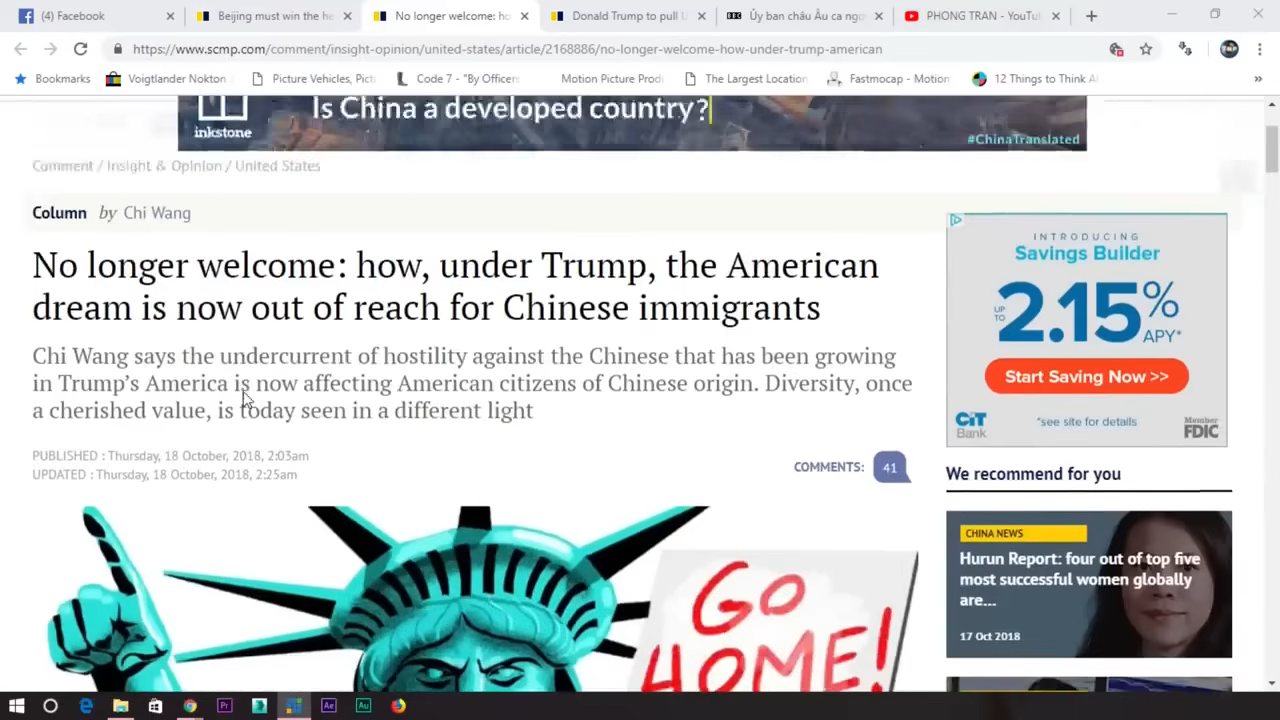 (4) Facebook
Beijing must win the he
No longer welcome: ho
Donald Trump to pull U
BBC
Ủy ban châu Âu ca ngợ
PHONG TRAN - YouTu
https://www.scmp.com/comment/insight-opinion/united-states/article/2168886/no-longer-welcome-how-under-trump-american
Bookmarks
Voigtlander Nokton
Picture Vehicles, Pict
Code 7 - "By Officers
Motion Picture Prod
The Largest Location
Fastmocap - Motion
12 Things to Think A
»
Is China a developed country?
inkstone
#ChinaTranslated
Comment / Insight & Opinion / United States
Column by Chi Wang
No longer welcome: how, under Trump, the American
dream is now out of reach for Chinese immigrants
Chi Wang says the undercurrent of hostility against the Chinese that has been growing
in Trump's America is now affecting American citizens of Chinese origin. Diversity, once
a cherished value, is today seen in a different light
PUBLISHED : Thursday, 18 October, 2018, 2:03am
UPDATED : Thursday, 18 October, 2018, 2:25am
COMMENTS: 41
GO
HOME!
INTRODUCING
Savings Builder
UP TO 2.15% APY*
Start Saving Now >>
CiT
Bank
*see site for details
Member
FDIC
We recommend for you
CHINA NEWS
Hurun Report: four out of top five
most successful women globally
are...
17 Oct 2018
Pr
Ae
Au